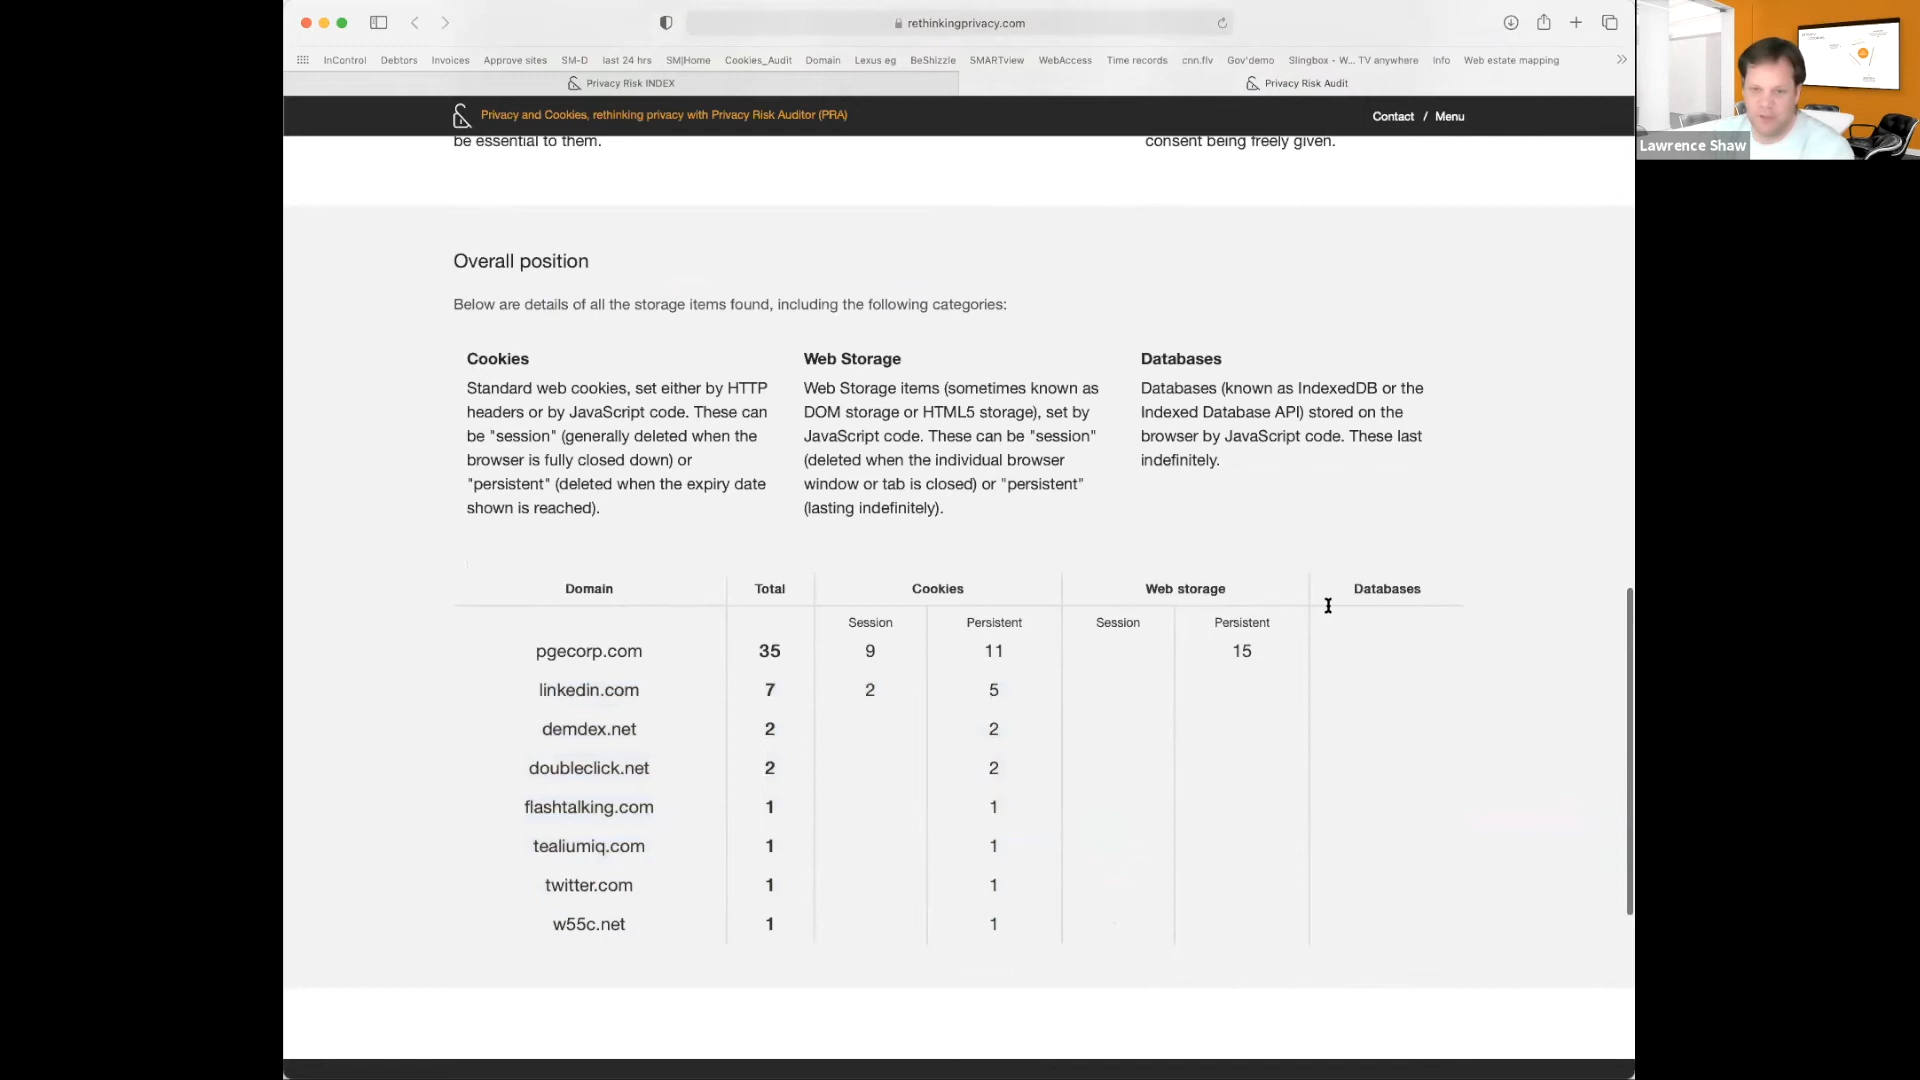 rethinkingprivacy.com
InControl Debtors Invoices Approve sites SM-D last 24 hrs SM|Home Cookies_Audit Domain Lexus eg BeShizzle SMARTview WebAccess Time records cnn.flv Gov'demo Slingbox - W... TV anywhere Info Web estate mapping
Privacy Risk INDEX Privacy Risk Audit
Privacy and Cookies, rethinking privacy with Privacy Risk Auditor (PRA) Contact / Menu
Lawrence Shaw
be essential to them. consent being freely given.
Overall position
Below are details of all the storage items found, including the following categories:
Cookies
Standard web cookies, set either by HTTP
headers or by JavaScript code. These can
be "session" (generally deleted when the
browser is fully closed down) or
"persistent" (deleted when the expiry date
shown is reached).
Web Storage
Web Storage items (sometimes known as
DOM storage or HTML5 storage), set by
JavaScript code. These can be "session"
(deleted when the individual browser
window or tab is closed) or "persistent"
(lasting indefinitely).
Databases
Databases (known as IndexedDB or the
Indexed Database API) stored on the
browser by JavaScript code. These last
indefinitely.
Domain Total Cookies Web storage Databases
Session Persistent Session Persistent
pgecorp.com 35 9 11 15
linkedin.com 7 2 5
demdex.net 2 2
doubleclick.net 2 2
flashtalking.com 1 1
tealiumiq.com 1 1
twitter.com 1 1
w55c.net 1 1